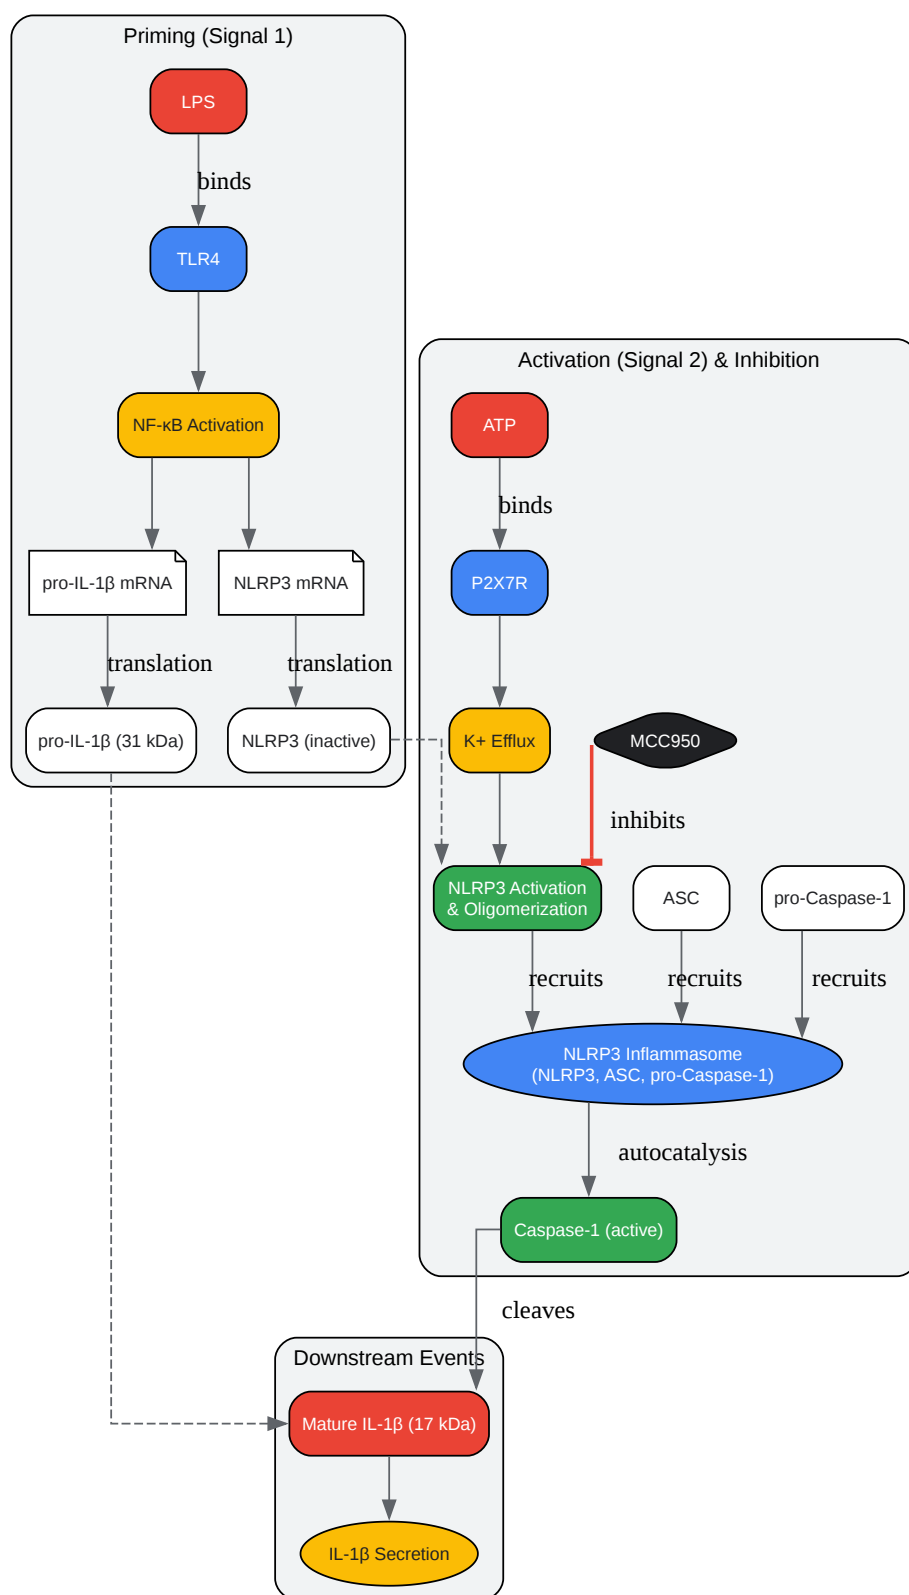 Priming (Signal 1)
LPS
binds
TLR4
NF-κB Activation
pro-IL-1β mRNA
NLRP3 mRNA
translation
translation
pro-IL-1β (31 kDa)
NLRP3 (inactive)
Activation (Signal 2) & Inhibition
ATP
binds
P2X7R
K+ Efflux
MCC950
inhibits
NLRP3 Activation
& Oligomerization
ASC
pro-Caspase-1
recruits
recruits
recruits
NLRP3 Inflammasome
(NLRP3, ASC, pro-Caspase-1)
autocatalysis
Caspase-1 (active)
cleaves
Downstream Events
Mature IL-1β (17 kDa)
IL-1β Secretion